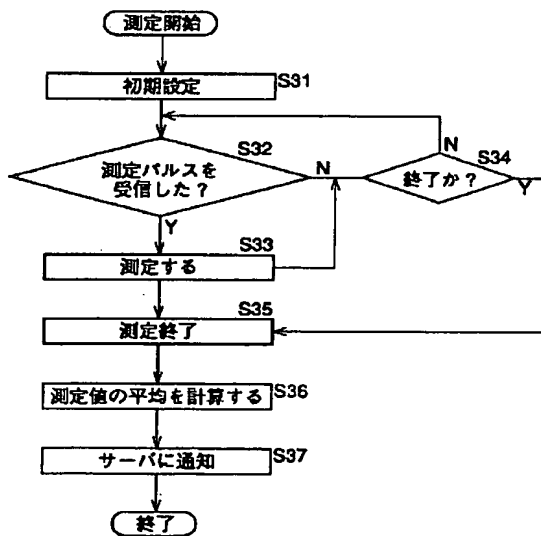 測定開始
初期設定
S31
S32
測定パルスを
受信した?
N
Y
N
S34
終了か?
Y
S33
測定する
S35
測定終了
測定値の平均を計算する
S36
サーバに通知
S37
終了